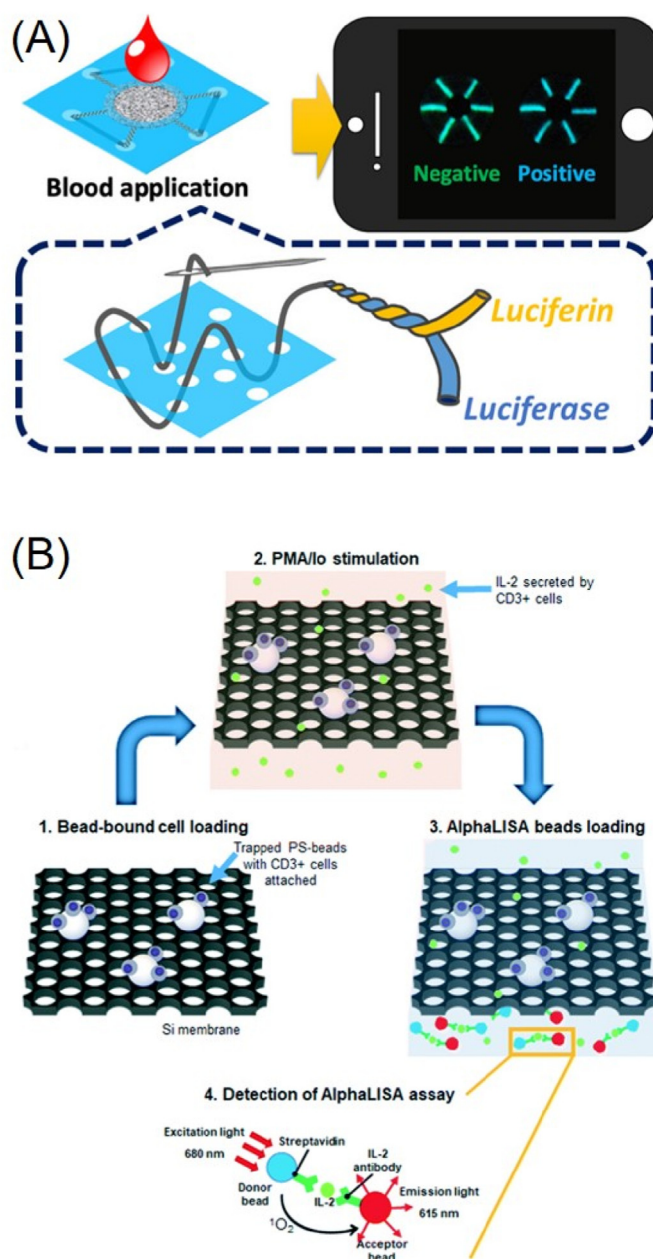 (A)
Blood application
Negative
Positive
Luciferin
Luciferase
(B)
2. PMA/Io stimulation
IL-2 secreted by
CD3+ cells
1. Bead-bound cell loading
Trapped PS-beads
with CD3+ cells
attached
Si membrane
3. AlphaLISA beads loading
4. Detection of AlphaLISA assay
Excitation light
680 nm
Streptavidin
Donor
bead
IL-2
IL-2
antibody
Emission light
615 nm
¹O₂
Acceptor
bead